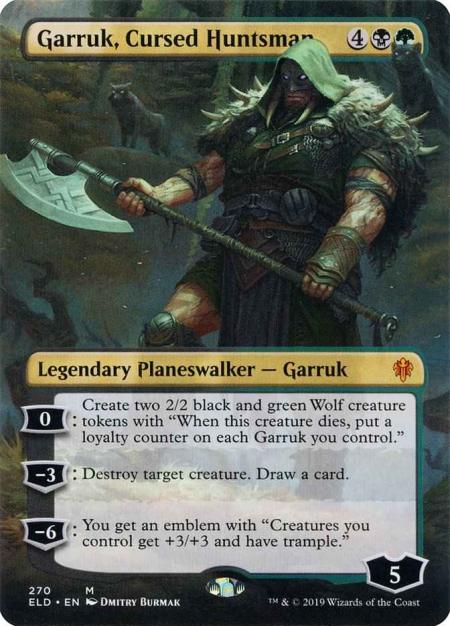 Garruk, Cursed Huntsman 4
Legendary Planeswalker — Garruk
0: Create two 2/2 black and green Wolf creature
tokens with “When this creature dies, put a
loyalty counter on each Garruk you control.”
−3: Destroy target creature. Draw a card.
−6: You get an emblem with “Creatures you
control get +3/+3 and have trample.”
5
270 M
ELD • EN Dmitry Burmak
™ & © 2019 Wizards of the Coast